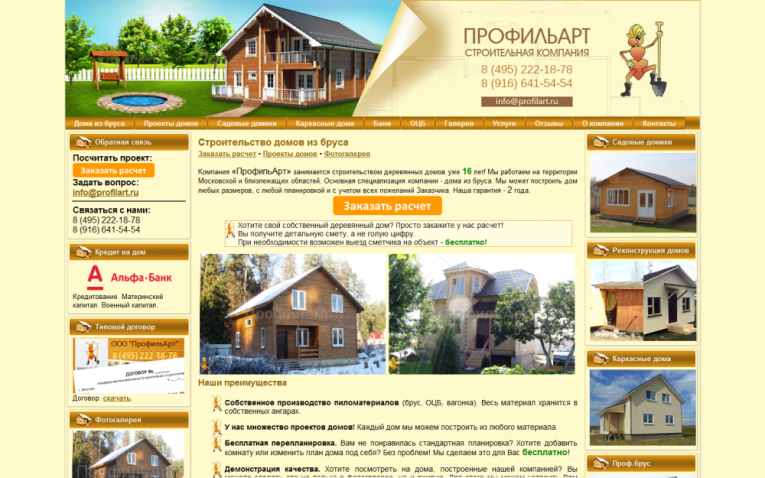 ПРОФИЛЬАРТ
СТРОИТЕЛЬНАЯ КОМПАНИЯ
8 (495) 222-18-78
8 (916) 641-54-54
info@profilart.ru
Дома из бруса Проекты домов Садовые домики Каркасные дома Бани ОЦБ Галерея Услуги Отзывы О компании Контакты
Обратная связь
Посчитать проект:
Заказать расчет
Задать вопрос:
info@profilart.ru
Связаться с нами:
8 (495) 222-18-78
8 (916) 641-54-54
Кредит на дом
А Альфа·Банк
Кредитование. Материнский
капитал. Военный капитал.
Типовой договор
ООО "ПрофильАрт"
8 (495) 222-18-78
ДОГОВОР №
Договор: скачать.
Фотогалерея
Строительство домов из бруса
Заказать расчет • Проекты домов • Фотогалерея
Компания «ПрофильАрт» занимается строительством деревянных домов уже 16 лет! Мы работаем на территории
Московской и близлежащих областей. Основная специализация компании - дома из бруса. Мы может построить дом
любых размеров, с любой планировкой и с учетом всех пожеланий Заказчика. Наша гарантия - 2 года.
Заказать расчет
Хотите свой собственный деревянный дом? Просто закажите у нас расчет!
Вы получите детальную смету, а не голую цифру.
При необходимости возможен выезд сметчика на объект - бесплатно!
Наши преимущества
Собственное производство пиломатериалов (брус, ОЦБ, вагонка). Весь материал хранится в
собственных ангарах.
У нас множество проектов домов! Каждый дом мы можем построить из любого материала.
Бесплатная перепланировка. Вам не понравилась стандартная планировка? Хотите добавить
комнату или изменить план дома под себя? Без проблем! Мы сделаем это для Вас бесплатно!
Демонстрация качества. Хотите посмотреть на дома, построенные нашей компанией? Вы
Садовые домики
Реконструкция домов
Каркасные дома
Проф.брус